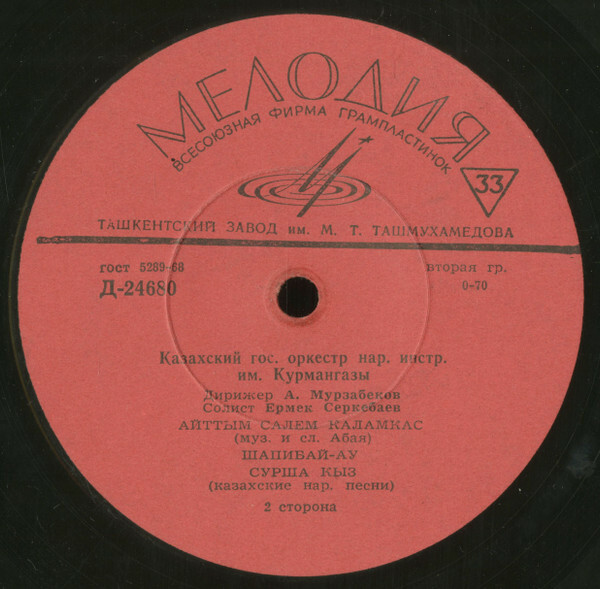 МЕЛОДИЯ
ВСЕСОЮЗНАЯ ФИРМА ГРАМПЛАСТИНОК
33
ТАШКЕНТСКИЙ ЗАВОД им. М. Т. ТАШМУХАМЕДОВА
гост 5289-68
вторая гр.
Д-24680
0-70
Казахский гос. оркестр нар. инстр.
им. Курмангазы
Дирижер А. Мурзабеков
Солист Ермек Серкебаев
АЙТТЫМ САЛЕМ КАЛАМКАС
(муз. и сл. Абая)
ШАПИБАЙ-АУ
СУРША КЫЗ
(казахские нар. песни)
2 сторона